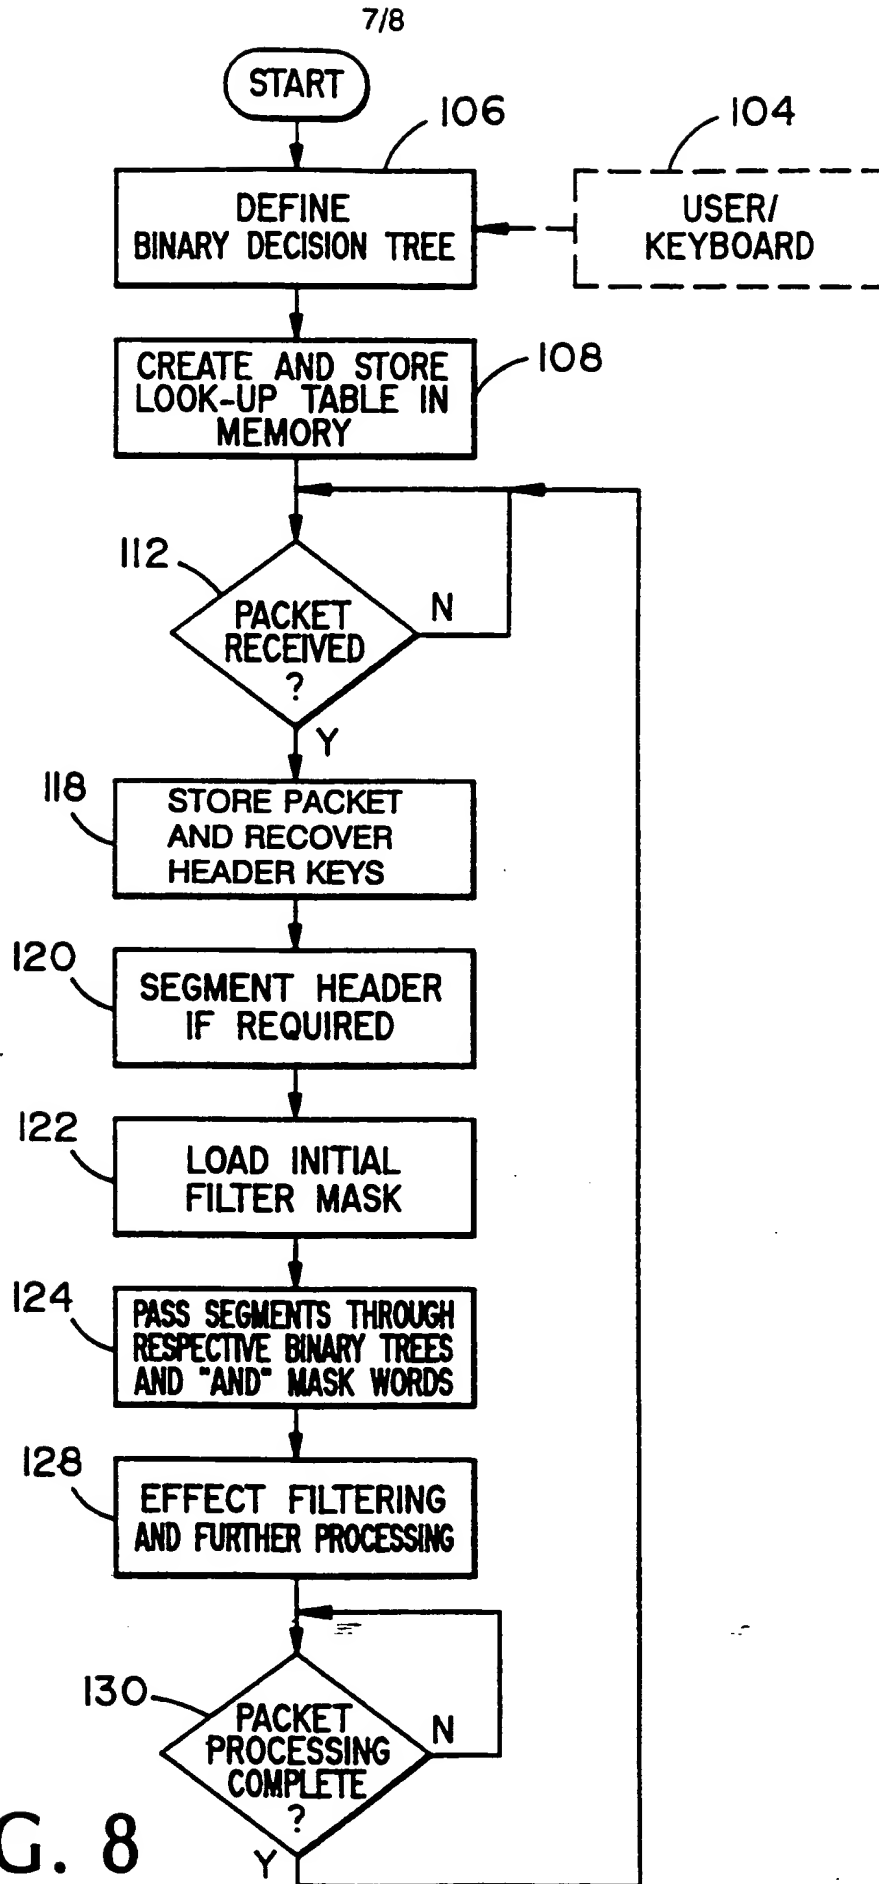 7/8
START
106
104
DEFINE
BINARY DECISION TREE
USER/
KEYBOARD
CREATE AND STORE
LOOK-UP TABLE IN
MEMORY
108
112
PACKET
RECEIVED
?
N
Y
118
STORE PACKET
AND RECOVER
HEADER KEYS
120
SEGMENT HEADER
IF REQUIRED
122
LOAD INITIAL
FILTER MASK
124
PASS SEGMENTS THROUGH
RESPECTIVE BINARY TREES
AND "AND" MASK WORDS
128
EFFECT FILTERING
AND FURTHER PROCESSING
130
PACKET
PROCESSING
COMPLETE
?
N
Y
G. 8